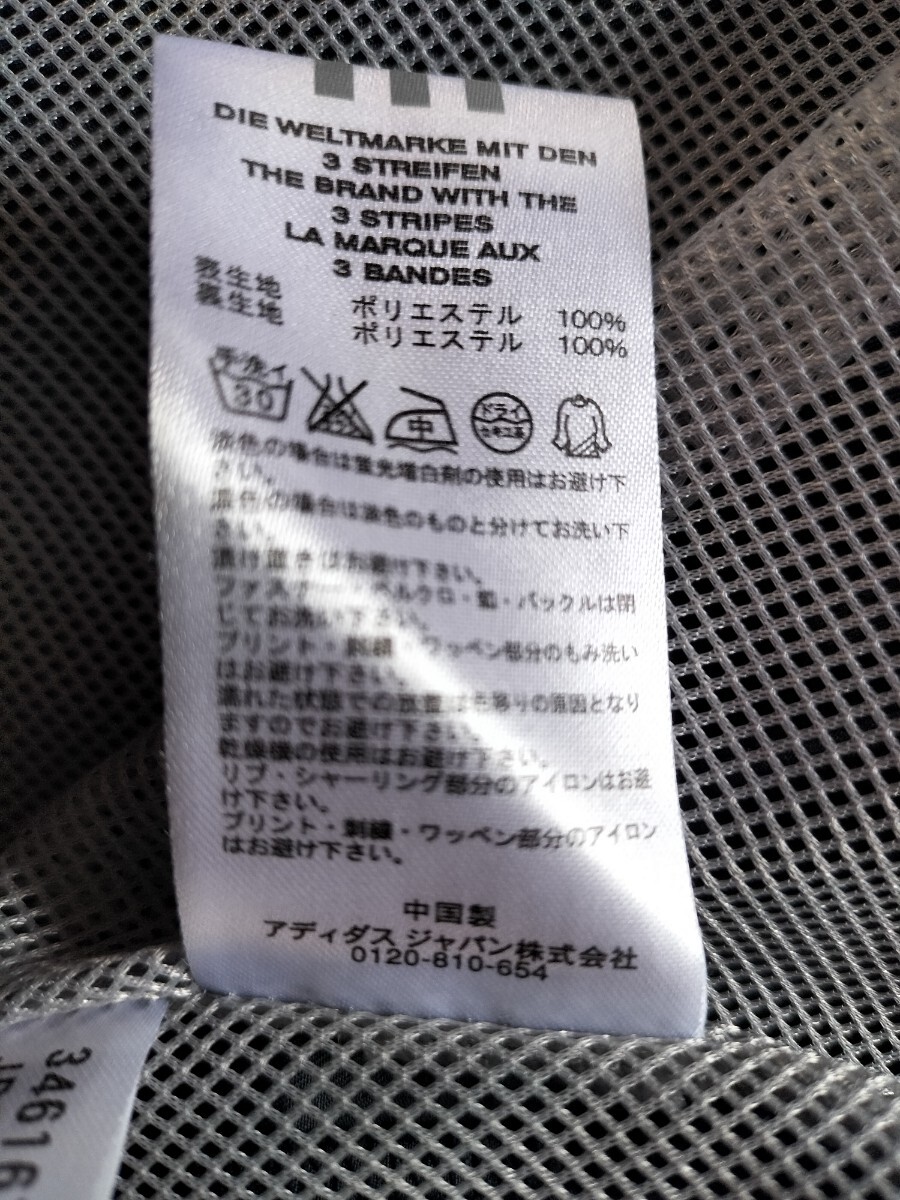 DIE WELTMARKE MIT DEN
3 STREIFEN
THE BRAND WITH THE
3 STRIPES
LA MARQUE AUX
3 BANDES
表生地 ポリエステル 100%
裏生地 ポリエステル 100%
手洗イ
30
中
ドライ
セキユ系
淡色の場合は蛍光増白剤の使用はお避け下
さい。
濃色の場合は淡色のものと分けてお洗い下
さい。
漬け置きはお避け下さい。
ファスナー・ベルクロ・釦・バックルは閉
じてお洗い下さい。
プリント・刺繍・ワッペン部分のもみ洗い
はお避け下さい。
濡れた状態での放置は色移りの原因となり
ますのでお避け下さい。
乾燥機の使用はお避け下さい。
リブ・シャーリング部分のアイロンはお避
け下さい。
プリント・刺繍・ワッペン部分のアイロン
はお避け下さい。
中国製
アディダス ジャパン株式会社
0120-810-654
34616